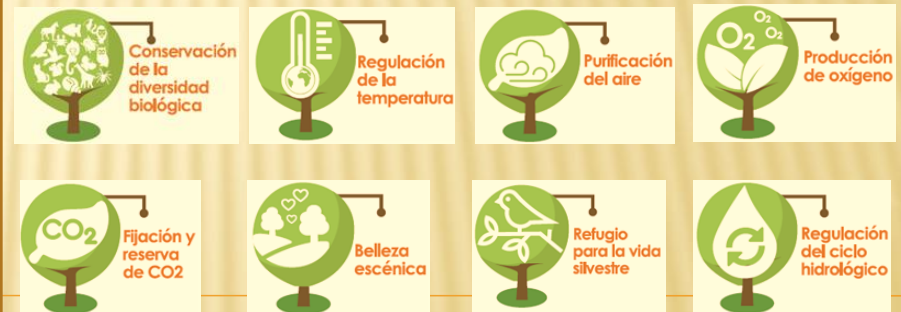 Conservación
de la
diversidad
biológica
Regulación
de la
temperatura
Purificación
del aire
O2
O2
O2
Producción
de oxígeno
CO2
Fijación y
reserva
de CO2
Belleza
escénica
Refugio
para la vida
silvestre
Regulación
del ciclo
hidrológico